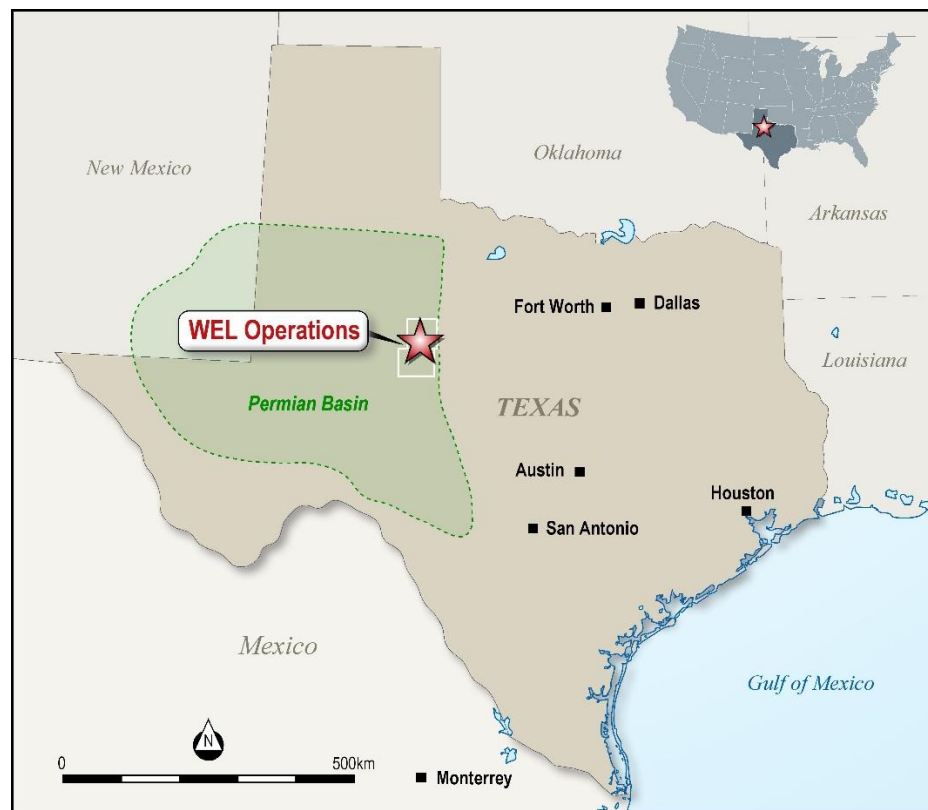 New Mexico
Oklahoma
Arkansas
Fort Worth
Dallas
WEL Operations
Louisiana
Permian Basin
TEXAS
Austin
Houston
San Antonio
Mexico
Gulf of Mexico
N
0
500km
Monterrey